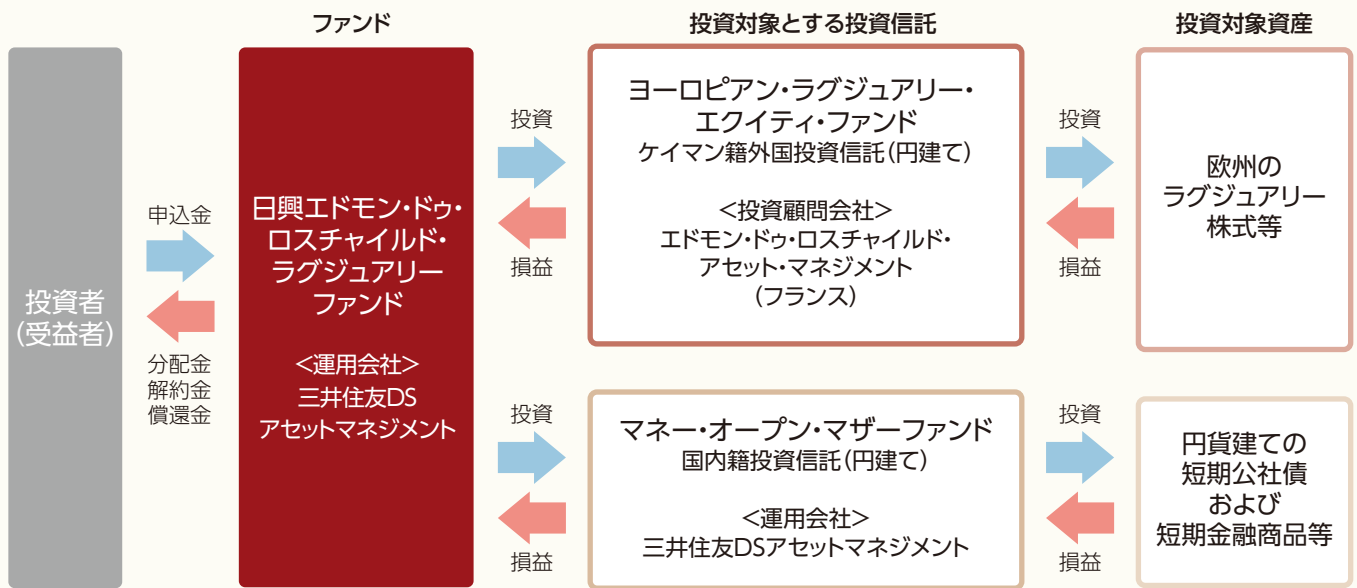 ファンド
投資対象とする投資信託
投資対象資産
投資者
(受益者)
申込金
分配金
解約金
償還金
日興エドモン・ドゥ・
ロスチャイルド・
ラグジュアリー
ファンド
<運用会社>
三井住友DS
アセットマネジメント
投資
損益
ヨーロピアン・ラグジュアリー・
エクイティ・ファンド
ケイマン籍外国投資信託(円建て)
<投資顧問会社>
エドモン・ドゥ・ロスチャイルド・
アセット・マネジメント
(フランス)
投資
損益
欧州の
ラグジュアリー
株式等
投資
損益
マネー・オープン・マザーファンド
国内籍投資信託(円建て)
<運用会社>
三井住友DSアセットマネジメント
投資
損益
円貨建ての
短期公社債
および
短期金融商品等